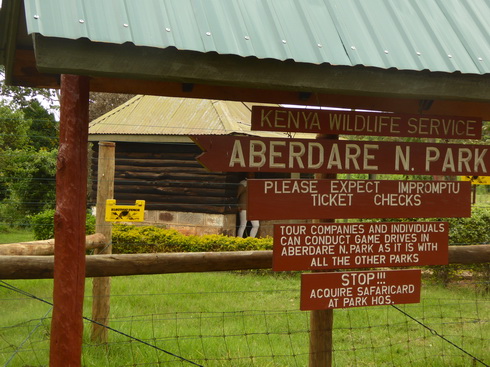 KENYA WILDLIFE SERVICE
ABERDARE N. PARK
PLEASE EXPECT IMPROMPTU
TICKET CHECKS
TOUR COMPANIES AND INDIVIDUALS
CAN CONDUCT GAME DRIVES IN
ABERDARE N.PARK AS IT IS WITH
ALL THE OTHER PARKS
STOP!!!
ACQUIRE SAFARICARD
AT PARK HQS.